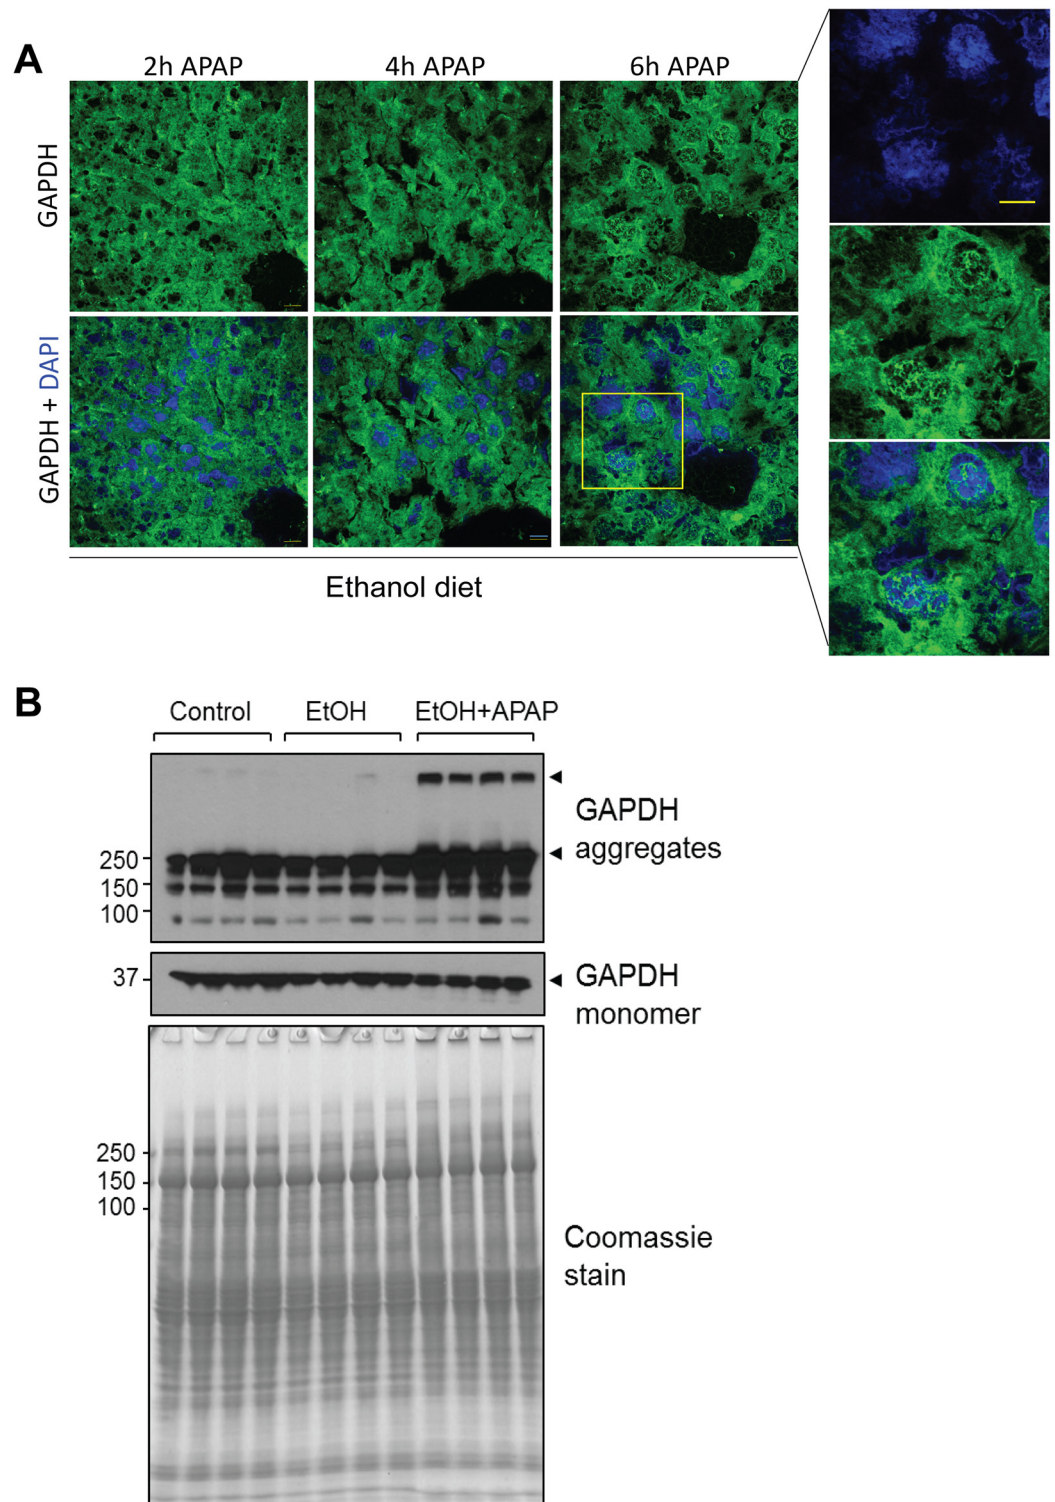 A
2h APAP
4h APAP
6h APAP
GAPDH
GAPDH + DAPI
Ethanol diet
B
Control
EtOH
EtOH+APAP
GAPDH
aggregates
250
150
100
37
GAPDH
monomer
250
150
100
Coomassie
stain